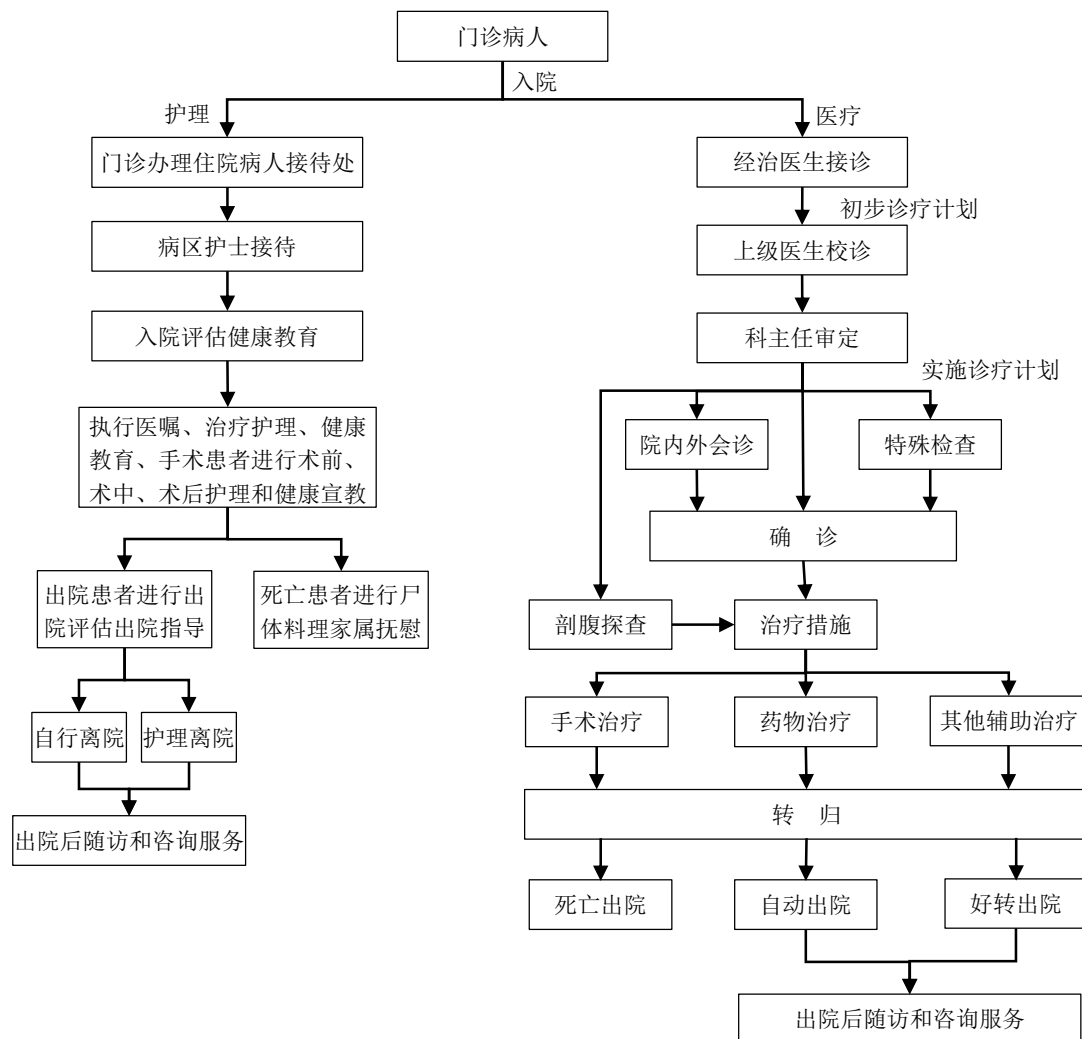 门诊病人
入院
护理
医疗
门诊办理住院病人接待处
经治医生接诊
初步诊疗计划
病区护士接待
上级医生校诊
入院评估健康教育
科主任审定
实施诊疗计划
执行医嘱、治疗护理、健康
教育、手术患者进行术前、
术中、术后护理和健康宣教
院内外会诊
特殊检查
确 诊
出院患者进行出
院评估出院指导
死亡患者进行尸
体料理家属抚慰
剖腹探查
治疗措施
自行离院
护理离院
手术治疗
药物治疗
其他辅助治疗
出院后随访和咨询服务
转 归
死亡出院
自动出院
好转出院
出院后随访和咨询服务